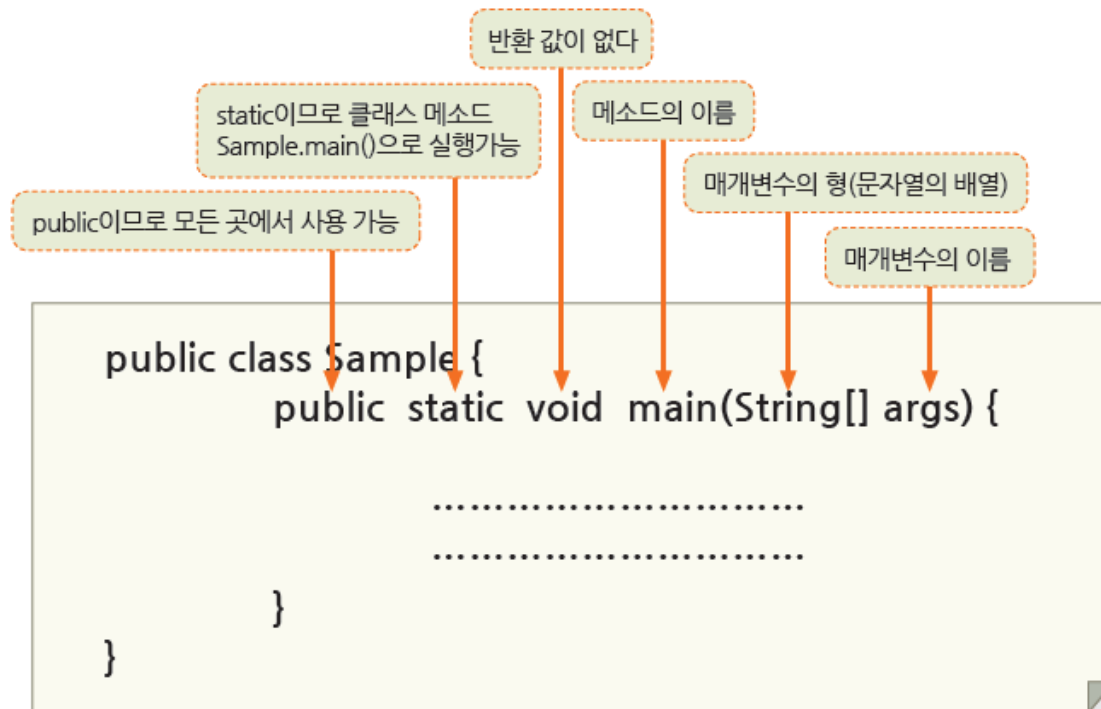 반환 값이 없다
static이므로 클래스 메소드
Sample.main()으로 실행가능
메소드의 이름
매개변수의 형(문자열의 배열)
public이므로 모든 곳에서 사용 가능
매개변수의 이름
public class Sample {
public static void main(String[] args) {
..............................
..............................
}
}